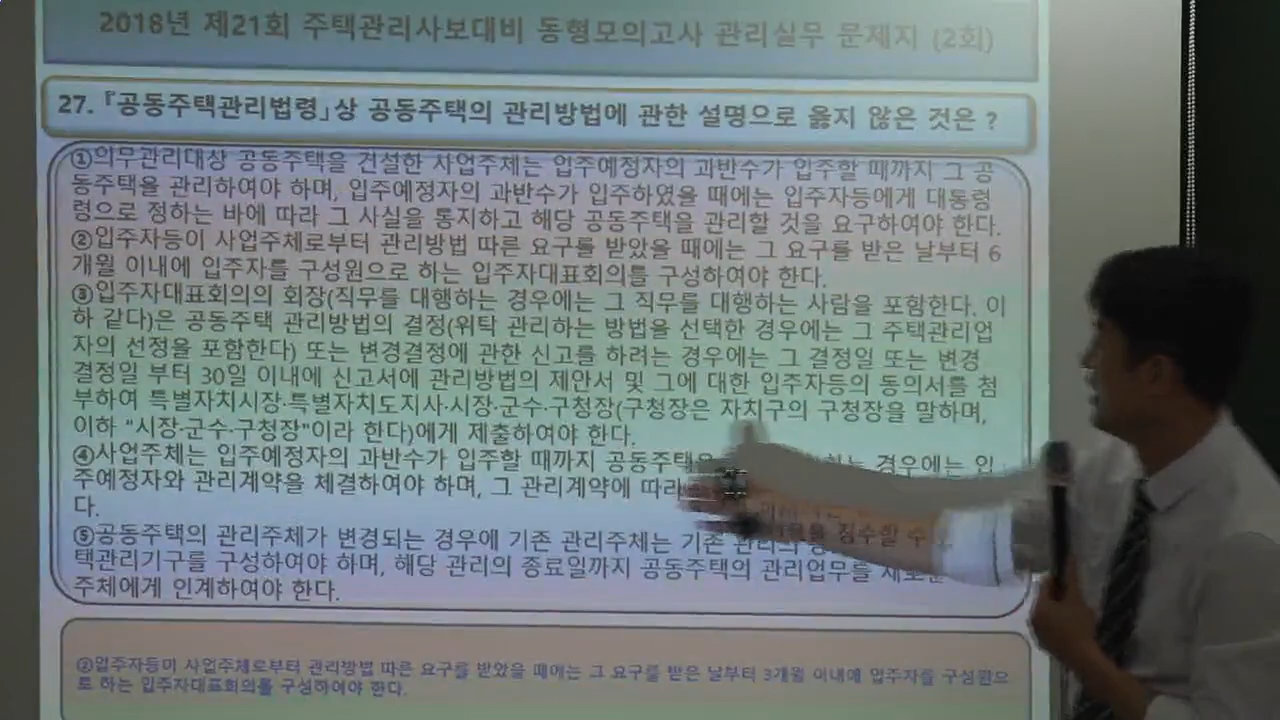 2018년 제21회 주택관리사보대비 동형모의고사 관리실무 문제지 (2회)
27. 『공동주택관리법령』상 공동주택의 관리방법에 관한 설명으로 옳지 않은 것은 ?
①의무관리대상 공동주택을 건설한 사업주체는 입주예정자의 과반수가 입주할 때까지 그 공
동주택을 관리하여야 하며, 입주예정자의 과반수가 입주하였을 때에는 입주자등에게 대통령
령으로 정하는 바에 따라 그 사실을 통지하고 해당 공동주택을 관리할 것을 요구하여야 한다.
②입주자등이 사업주체로부터 관리방법 따른 요구를 받았을 때에는 그 요구를 받은 날부터 6
개월 이내에 입주자를 구성원으로 하는 입주자대표회의를 구성하여야 한다.
③입주자대표회의의 회장(직무를 대행하는 경우에는 그 직무를 대행하는 사람을 포함한다. 이
하 같다)은 공동주택 관리방법의 결정(위탁 관리하는 방법을 선택한 경우에는 그 주택관리업
자의 선정을 포함한다) 또는 변경결정에 관한 신고를 하려는 경우에는 그 결정일 또는 변경
결정일 부터 30일 이내에 신고서에 관리방법의 제안서 및 그에 대한 입주자등의 동의서를 첨
부하여 특별자치시장·특별자치도지사·시장·군수·구청장(구청장은 자치구의 구청장을 말하며,
이하 "시장·군수·구청장"이라 한다)에게 제출하여야 한다.
④사업주체는 입주예정자의 과반수가 입주할 때까지 공동주택을 하는 경우에는 입
주예정자와 관리계약을 체결하여야 하며, 그 관리계약에 따라 징수할 수
다.
⑤공동주택의 관리주체가 변경되는 경우에 기존 관리주체는 기존 관리의
택관리기구를 구성하여야 하며, 해당 관리의 종료일까지 공동주택의 관리업무를 새로운
주체에게 인계하여야 한다.
②입주자등이 사업주체로부터 관리방법 따른 요구를 받았을 때에는 그 요구를 받은 날부터 3개월 이내에 입주자를 구성원으
로 하는 입주자대표회의를 구성하여야 한다.